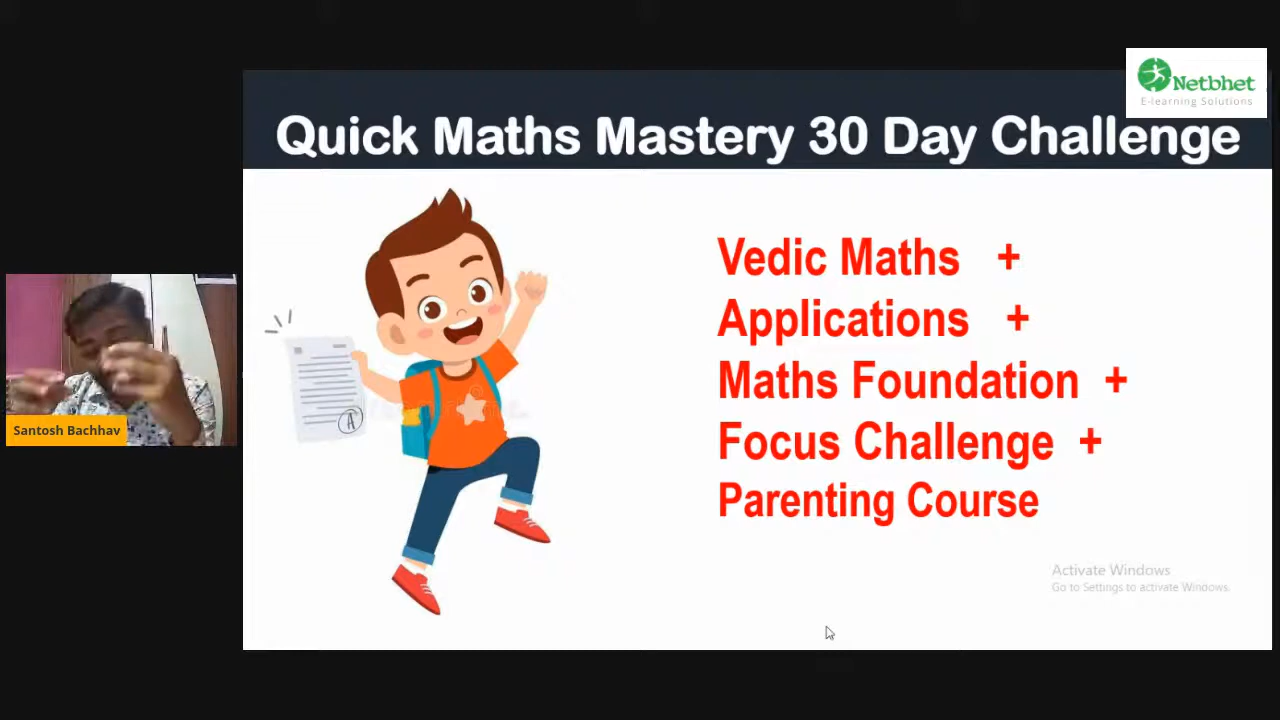 Netbhet
E-learning Solutions
Quick Maths Mastery 30 Day Challenge
Vedic Maths +
Applications +
Maths Foundation +
Focus Challenge +
Parenting Course
A
Santosh Bachhav
Activate Windows
Go to Settings to activate Windows.